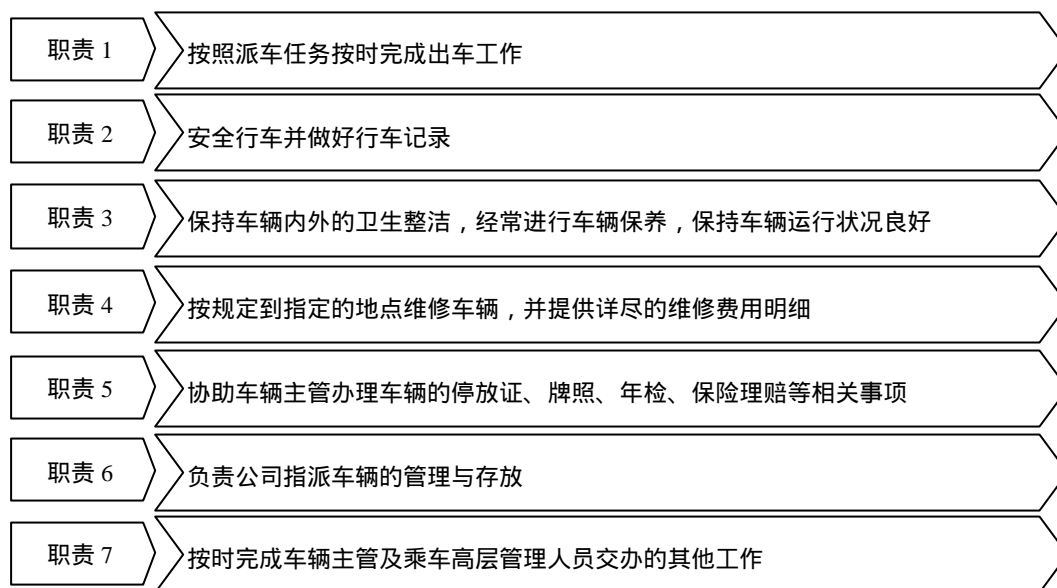 职责 1 按照派车任务按时完成出车工作
职责 2 安全行车并做好行车记录
职责 3 保持车辆内外的卫生整洁，经常进行车辆保养，保持车辆运行状况良好
职责 4 按规定到指定的地点维修车辆，并提供详尽的维修费用明细
职责 5 协助车辆主管办理车辆的停放证、牌照、年检、保险理赔等相关事项
职责 6 负责公司指派车辆的管理与存放
职责 7 按时完成车辆主管及乘车高层管理人员交办的其他工作